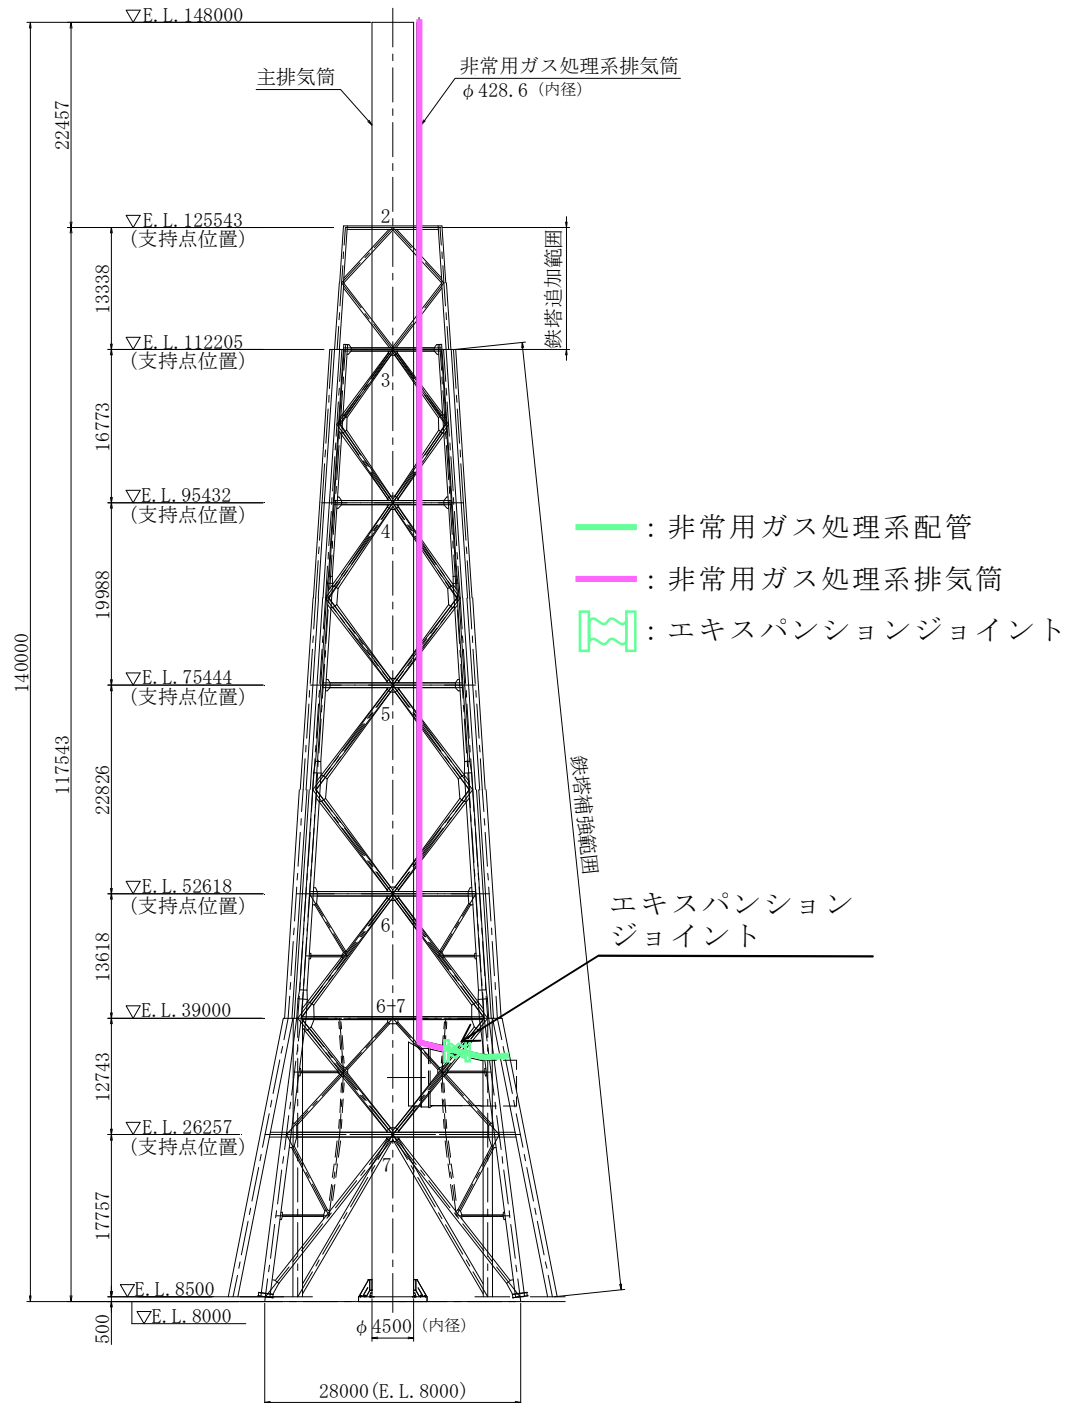 ▽E.L.148000
主排気筒
非常用ガス処理系排気筒
φ428.6(内径)
22457
2
▽E.L.125543
(支持点位置)
鉄塔追加範囲
13338
▽E.L.112205
(支持点位置)
3
16773
▽E.L.95432
(支持点位置)
4
: 非常用ガス処理系配管
: 非常用ガス処理系排気筒
: エキスパンションジョイント
19988
140000
▽E.L.75444
(支持点位置)
5
117543
22826
鉄塔補強範囲
▽E.L.52618
(支持点位置)
6
エキスパンション
ジョイント
13618
▽E.L.39000
6-7
12743
▽E.L.26257
(支持点位置)
7
17757
▽E.L.8500
▽E.L.8000
500
φ4500(内径)
28000(E.L.8000)